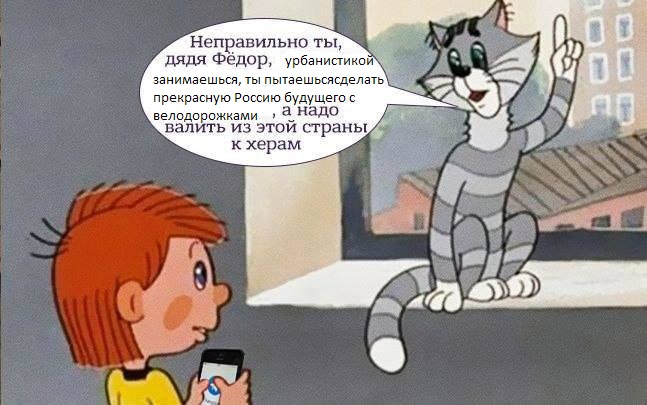 Неправильно ты,
дядя Фёдор, урбанистикой
занимаешься, ты пытаешьсясделать
прекрасную Россию будущего с
велодорожками , а надо
валить из этой страны
к херам